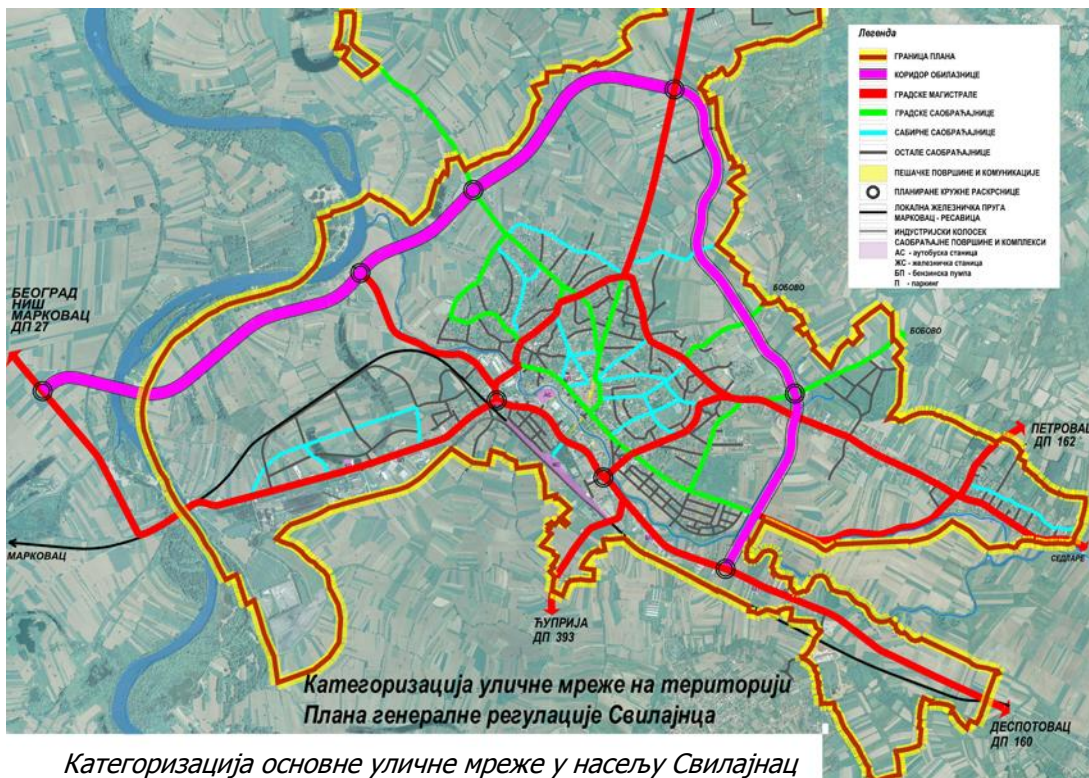 Легенда
ГРАНИЦА ПЛАНА
КОРИДОР ОБИЛАЗНИЦЕ
ГРАДСКЕ МАГИСТРАЛЕ
ГРАДСКЕ САОБРАЋАЈНИЦЕ
САБИРНЕ САОБРАЋАЈНИЦЕ
ОСТАЛЕ САОБРАЋАЈНИЦЕ
ПЕШАЧКЕ ПОВРШИНЕ И КОМУНИКАЦИЈЕ
ПЛАНИРАНЕ КРУЖНЕ РАСКРСНИЦЕ
ЛОКАЛНА ЖЕЛЕЗНИЧКА ПРУГА
МАРКОВАЦ - РЕСАВИЦА
ИНДУСТРИЈСКИ КОЛОСЕК
САОБРАЋАЈНЕ ПОВРШИНЕ И КОМПЛЕКСИ
АС - аутобуска станица
ЖС - железничка станица
БП - бензинска пумпа
П - паркинг
БЕОГРАД
НИШ
МАРКОВАЦ
ДП 27
БОБОВО
БОБОВО
ПЕТРОВАЦ
ДП 162
МАРКОВАЦ
СЕДЛАРЕ
ЋУПРИЈА
ДП 393
ДЕСПОТОВАЦ
ДП 160
Категоризација уличне мреже на територији
Плана генералне регулације Свилајнца
Категоризација основне уличне мреже у насељу Свилајнац